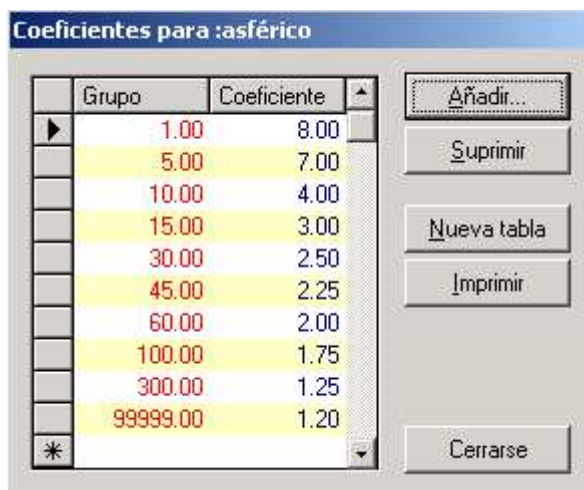 Coeficientes para :asférico
Grupo Coeficiente
1.00 8.00
5.00 7.00
10.00 4.00
15.00 3.00
30.00 2.50
45.00 2.25
60.00 2.00
100.00 1.75
300.00 1.25
99999.00 1.20
Añadir...
Suprimir
Nueva tabla
Imprimir
Cerrarse